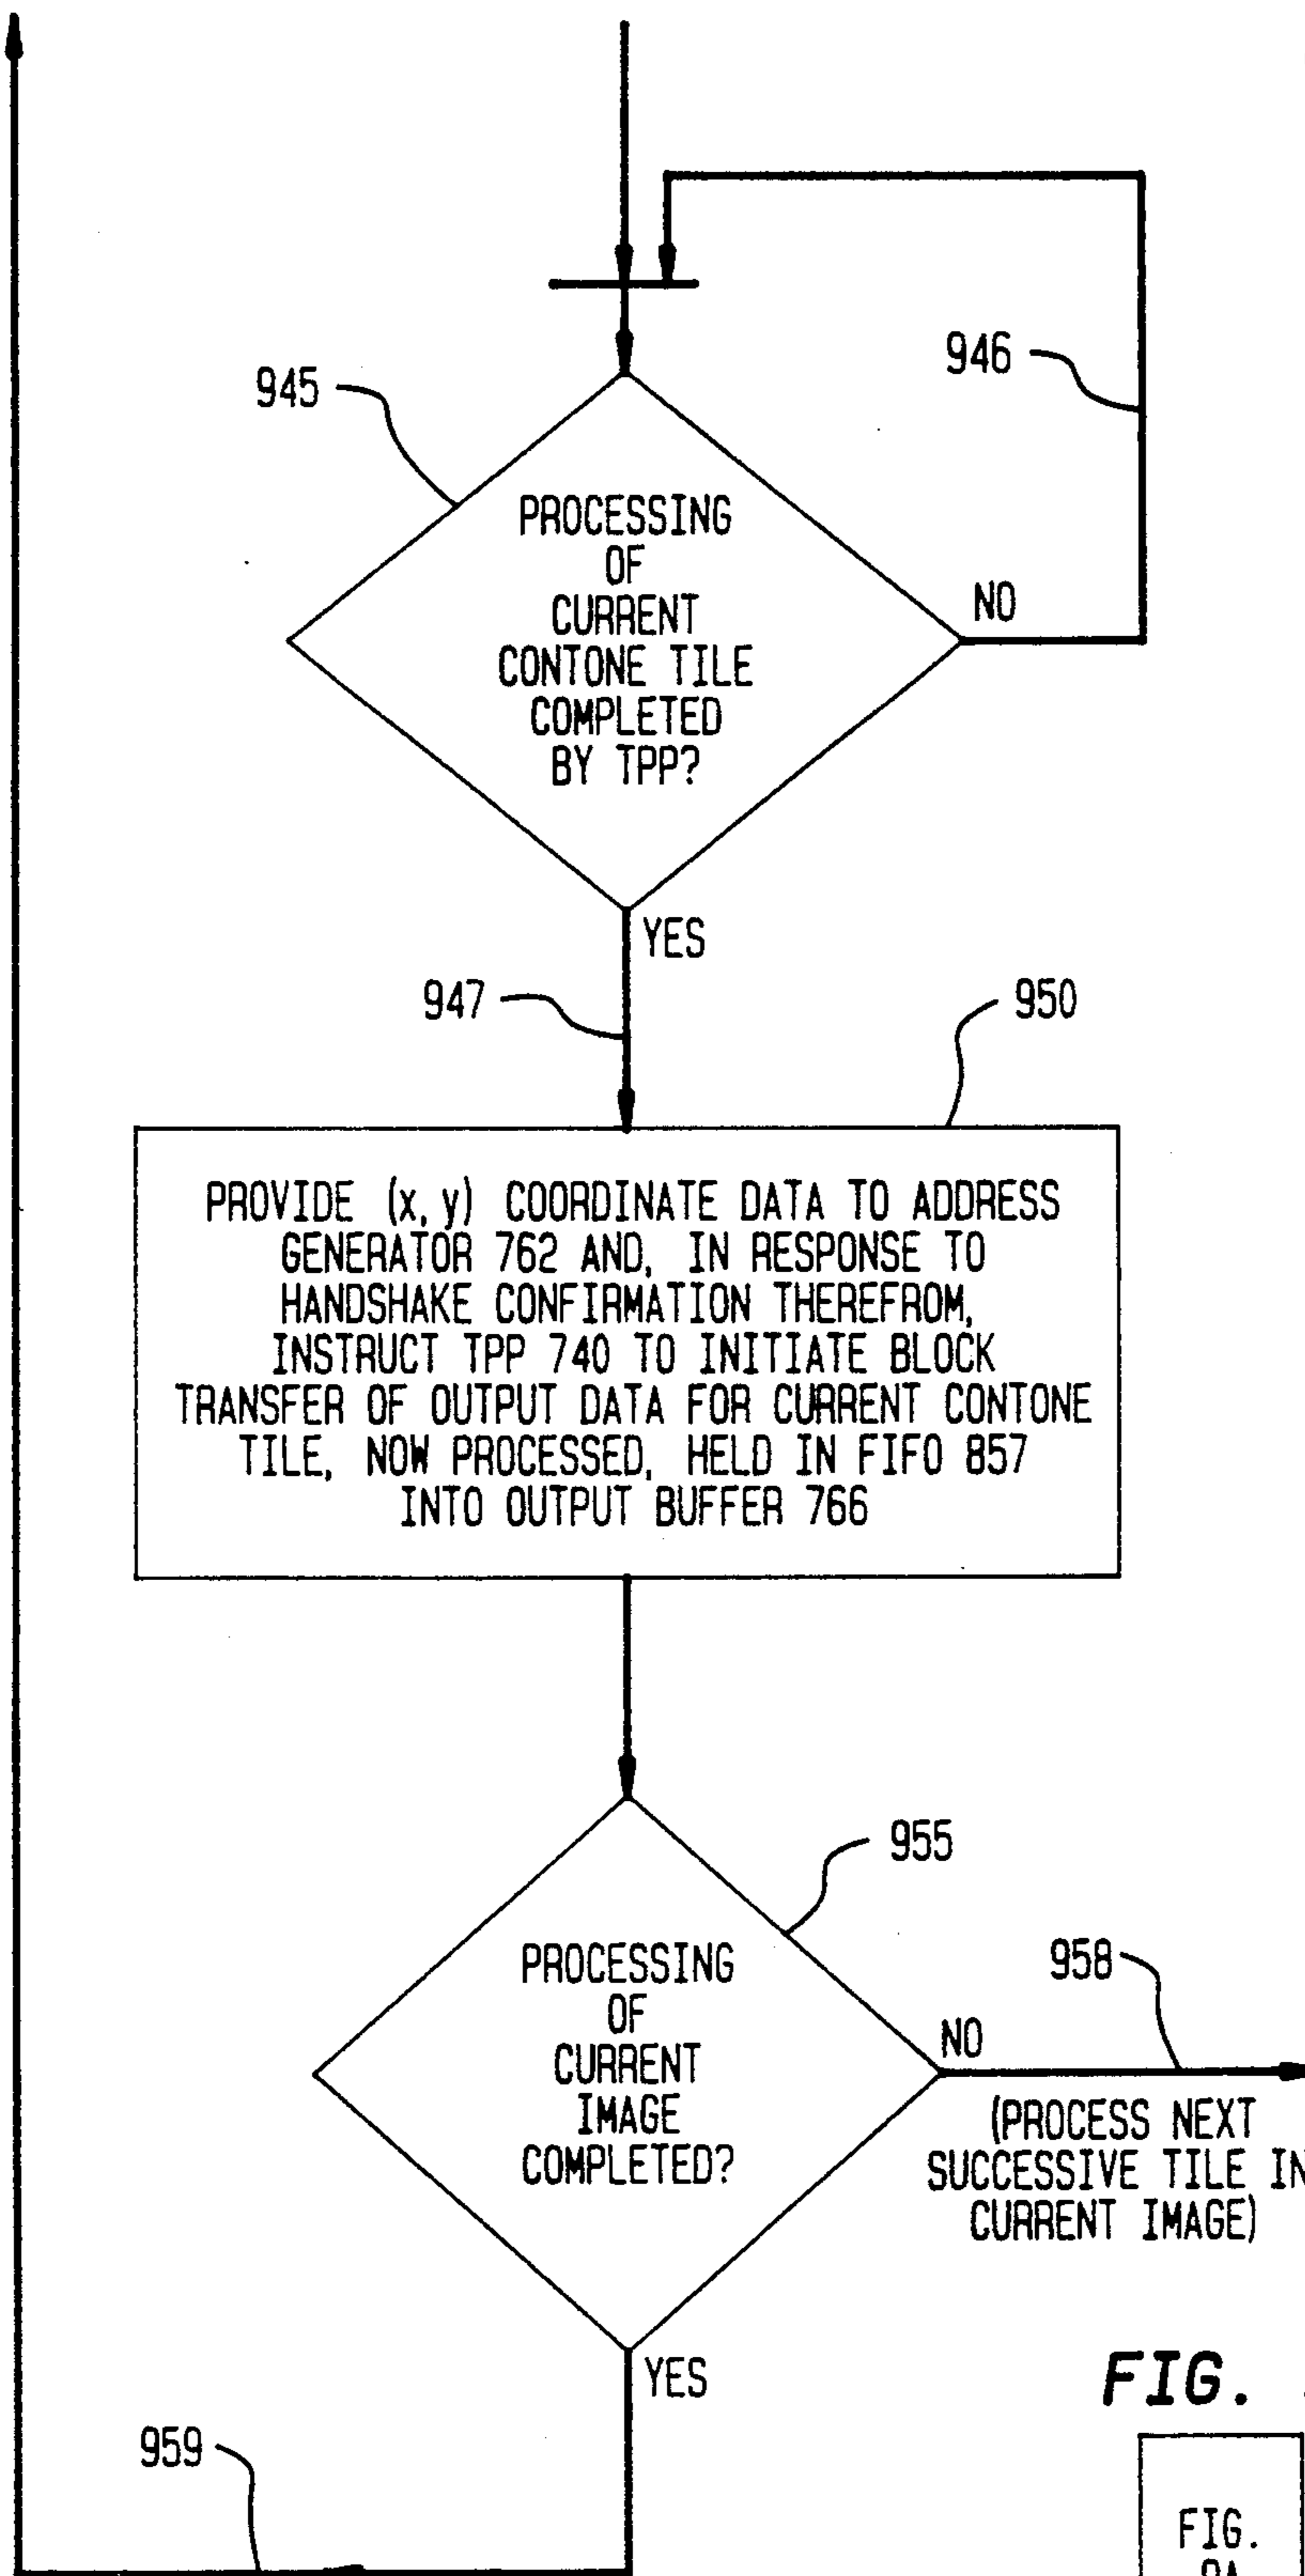 946
945
PROCESSING
OF
CURRENT
CONTONE TILE
COMPLETED
BY TPP?
NO
YES
947
950
PROVIDE (x, y) COORDINATE DATA TO ADDRESS
GENERATOR 762 AND, IN RESPONSE TO
HANDSHAKE CONFIRMATION THEREFROM,
INSTRUCT TPP 740 TO INITIATE BLOCK
TRANSFER OF OUTPUT DATA FOR CURRENT CONTONE
TILE, NOW PROCESSED, HELD IN FIFO 857
INTO OUTPUT BUFFER 766
955
PROCESSING
OF
CURRENT
IMAGE
COMPLETED?
958
NO
(PROCESS NEXT
SUCCESSIVE TILE IN
CURRENT IMAGE)
YES
FIG.
959
FIG.